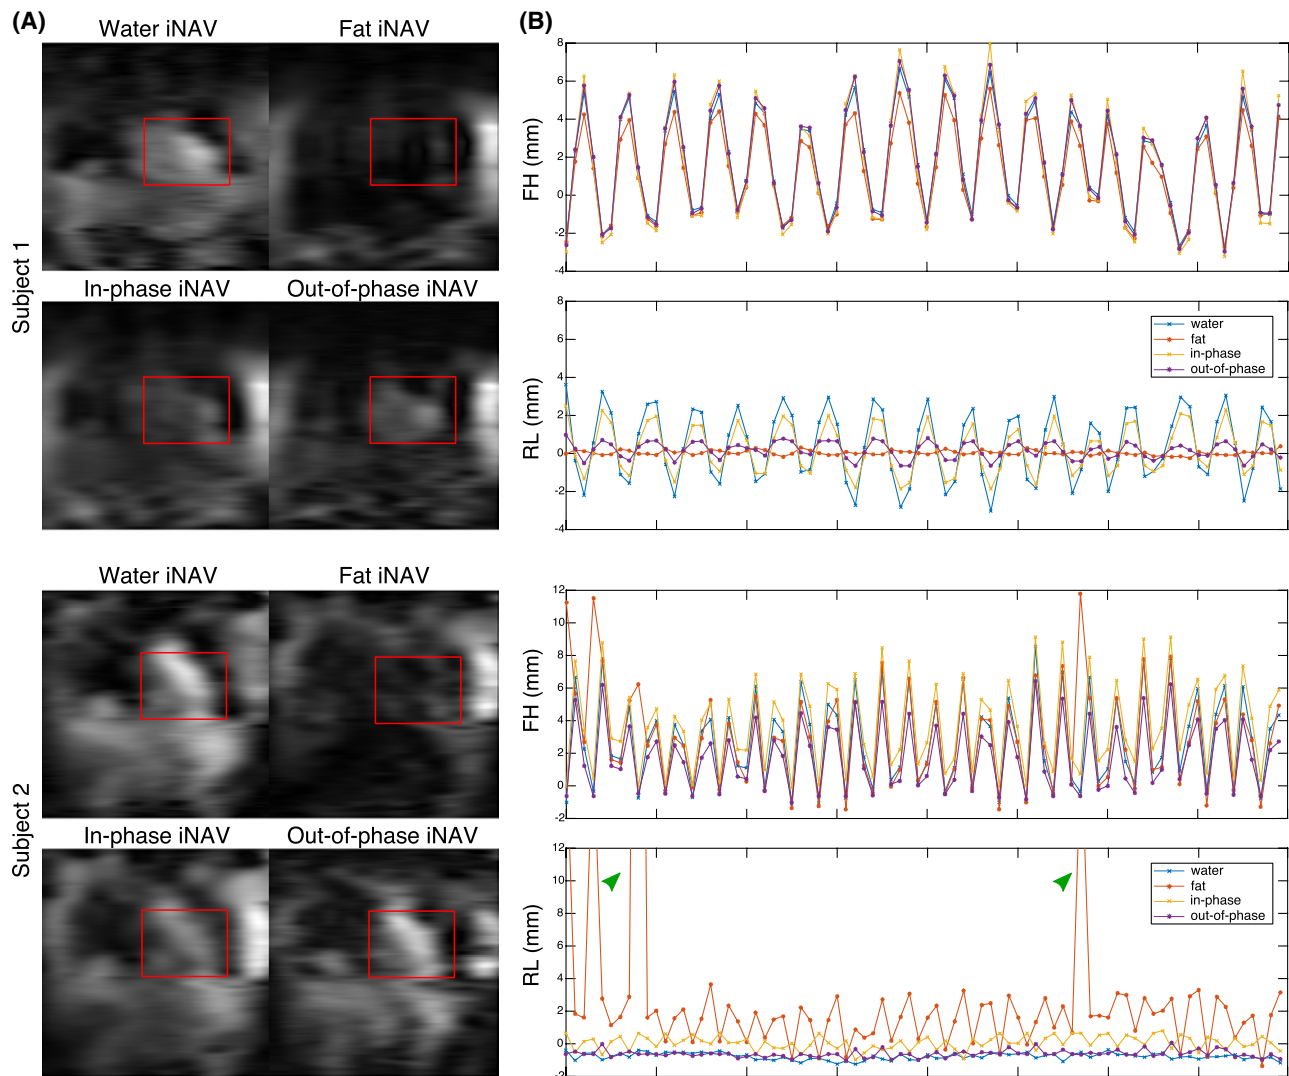 (A)
Water iNAV
Fat iNAV
In-phase iNAV
Out-of-phase iNAV
Subject 1
Water iNAV
Fat iNAV
In-phase iNAV
Out-of-phase iNAV
Subject 2
(B)
FH (mm)
8
6
4
2
0
-2
-4
RL (mm)
8
6
4
2
0
-2
-4
water
fat
in-phase
out-of-phase
FH (mm)
12
10
8
6
4
2
0
-2
RL (mm)
12
10
8
6
4
2
0
-2
water
fat
in-phase
out-of-phase